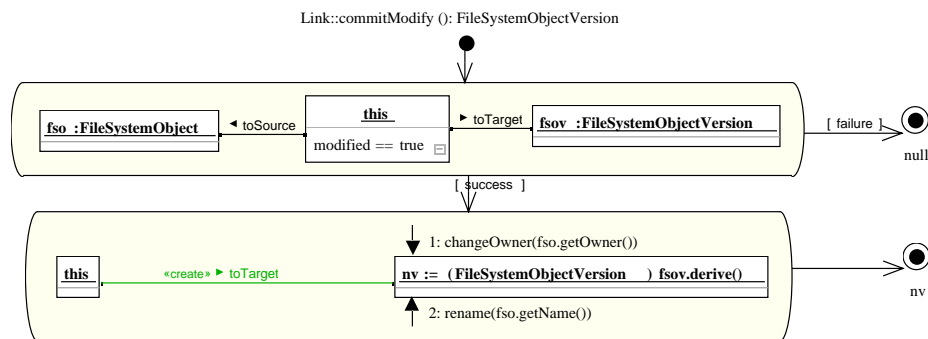 Link::commitModify (): FileSystemObjectVersion
fso :FileSystemObject
◄ toSource
this
modified == true
► toTarget
fsov :FileSystemObjectVersion
[ failure ]
null
[ success ]
1: changeOwner(fso.getOwner())
this
«create» ► toTarget
nv := (FileSystemObjectVersion ) fsov.derive()
nv
2: rename(fso.getName())